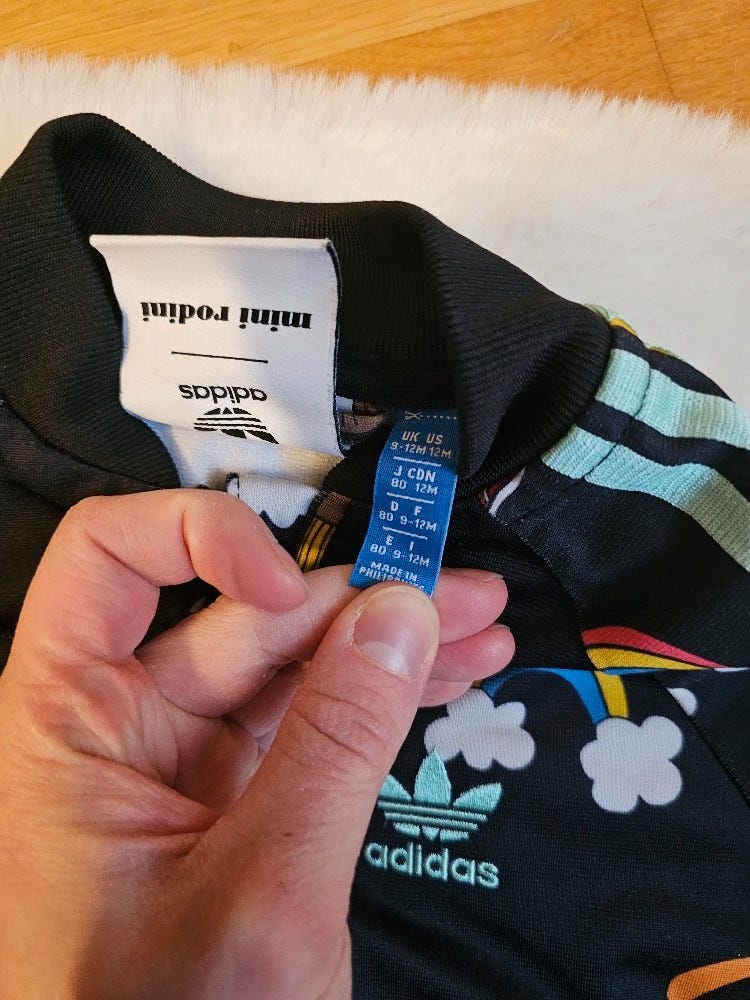 mini rodini
adidas
UK US
9-12M 12M
J CDN
80 12M
D F
80 9-12M
E I
80 9-12M
MADE IN
PHILIPPINES
adidas